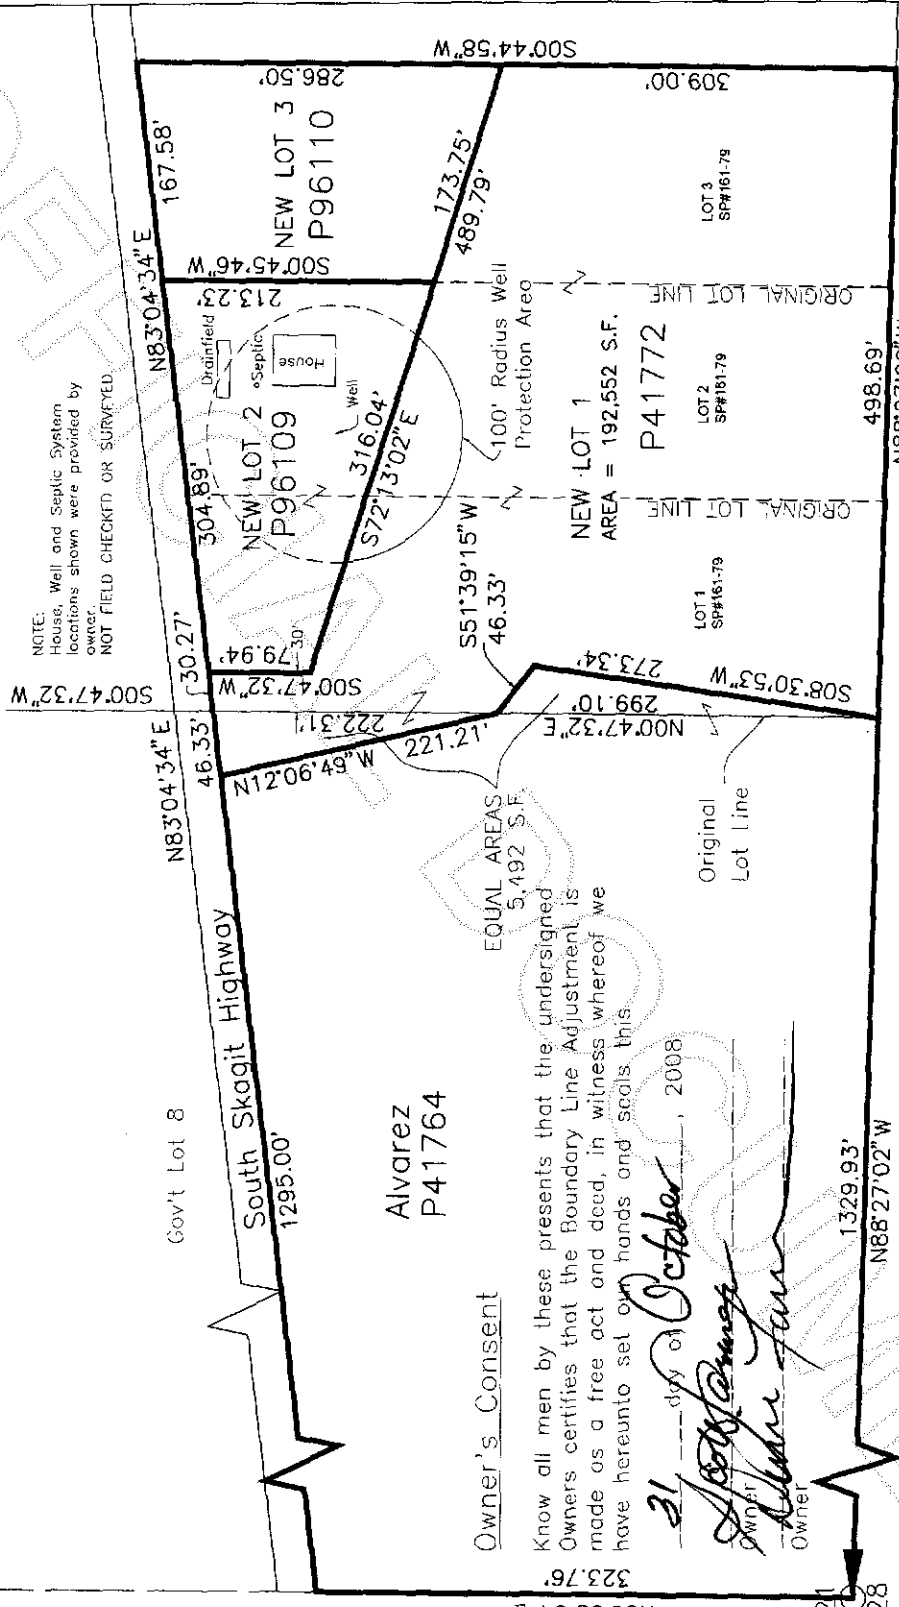 NOTE:
House, Well and Septic System
locations shown were provided by
owner.
NOT FIELD CHECKED OR SURVEYED
S00°47'32"W
N83°04'34"E
46.33'
30.27'
304.89'
N83°04'34"E
167.58'
S00°44'58"W
286.50'
309.00'
NEW LOT 3
P96110
S00°45'46"W
213.23'
Drainfield
Septic
House
Well
NEW LOT 2
P96109
79.94'
30'
S00°47'32"W
316.04'
S72°13'02"E
173.75'
489.79'
100' Radius Well
Protection Area
NEW LOT 1
AREA = 192,552 S.F.
P41772
ORIGINAL LOT LINE
ORIGINAL LOT LINE
LOT 1
SP#161-79
LOT 2
SP#161-79
LOT 3
SP#161-79
498.69'
S51°39'15"W
46.33'
273.34'
S08°30'53"W
299.10'
N00°47'32"E
222.31'
221.21'
N12°06'49"W
EQUAL AREAS
5,492 S.F.
Original
Lot Line
Gov't Lot 8
South Skagit Highway
1295.00'
Alvarez
P41764
Owner's Consent
Know all men by these presents that the undersigned
Owners certifies that the Boundary Line Adjustment is
made as a free act and deed, in witness whereof we
have hereunto set our hands and seals this
31 day of October, 2008
Owner
Owner
1329.93'
N88°27'02"W
323.76'
28